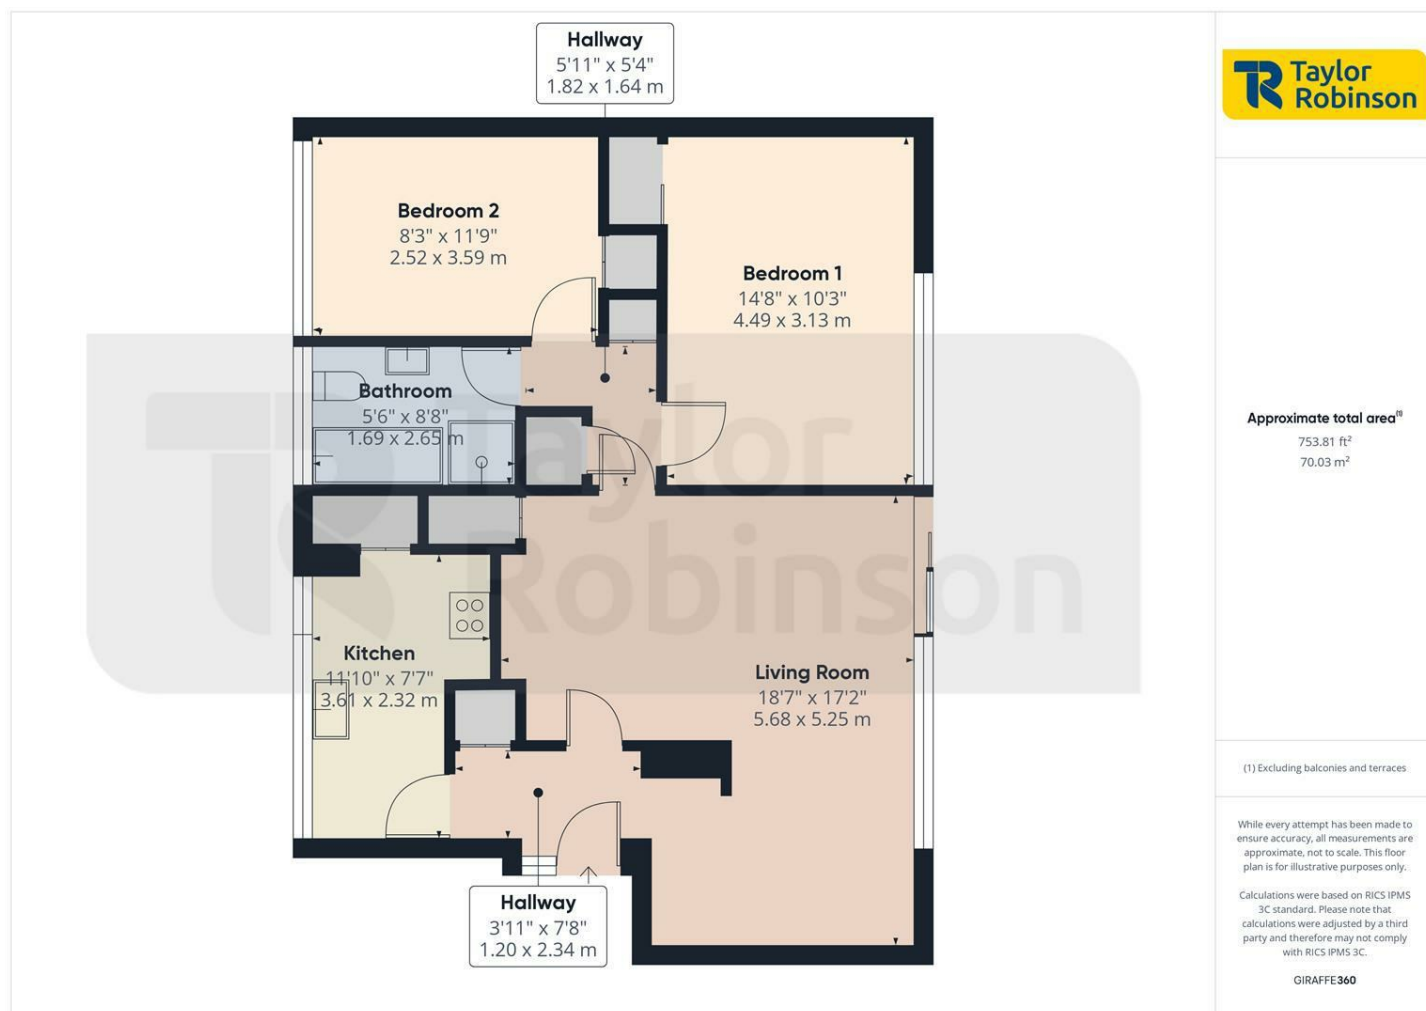 Hallway
5'11" x 5'4"
1.82 x 1.64 m
Taylor
Robinson
Bedroom 2
8'3" x 11'9"
2.52 x 3.59 m
Bedroom 1
14'8" x 10'3"
4.49 x 3.13 m
Bathroom
5'6" x 8'8"
1.69 x 2.65 m
Taylor
Robinson
Kitchen
11'10" x 7'7"
3.61 x 2.32 m
Living Room
18'7" x 17'2"
5.68 x 5.25 m
Hallway
3'11" x 7'8"
1.20 x 2.34 m
Approximate total area⁽¹⁾
753.81 ft²
70.03 m²
(1) Excluding balconies and terraces
While every attempt has been made to
ensure accuracy, all measurements are
approximate, not to scale. This floor
plan is for illustrative purposes only.
Calculations were based on RICS IPMS
3C standard. Please note that
calculations were adjusted by a third
party and therefore may not comply
with RICS IPMS 3C.
GIRAFFE360